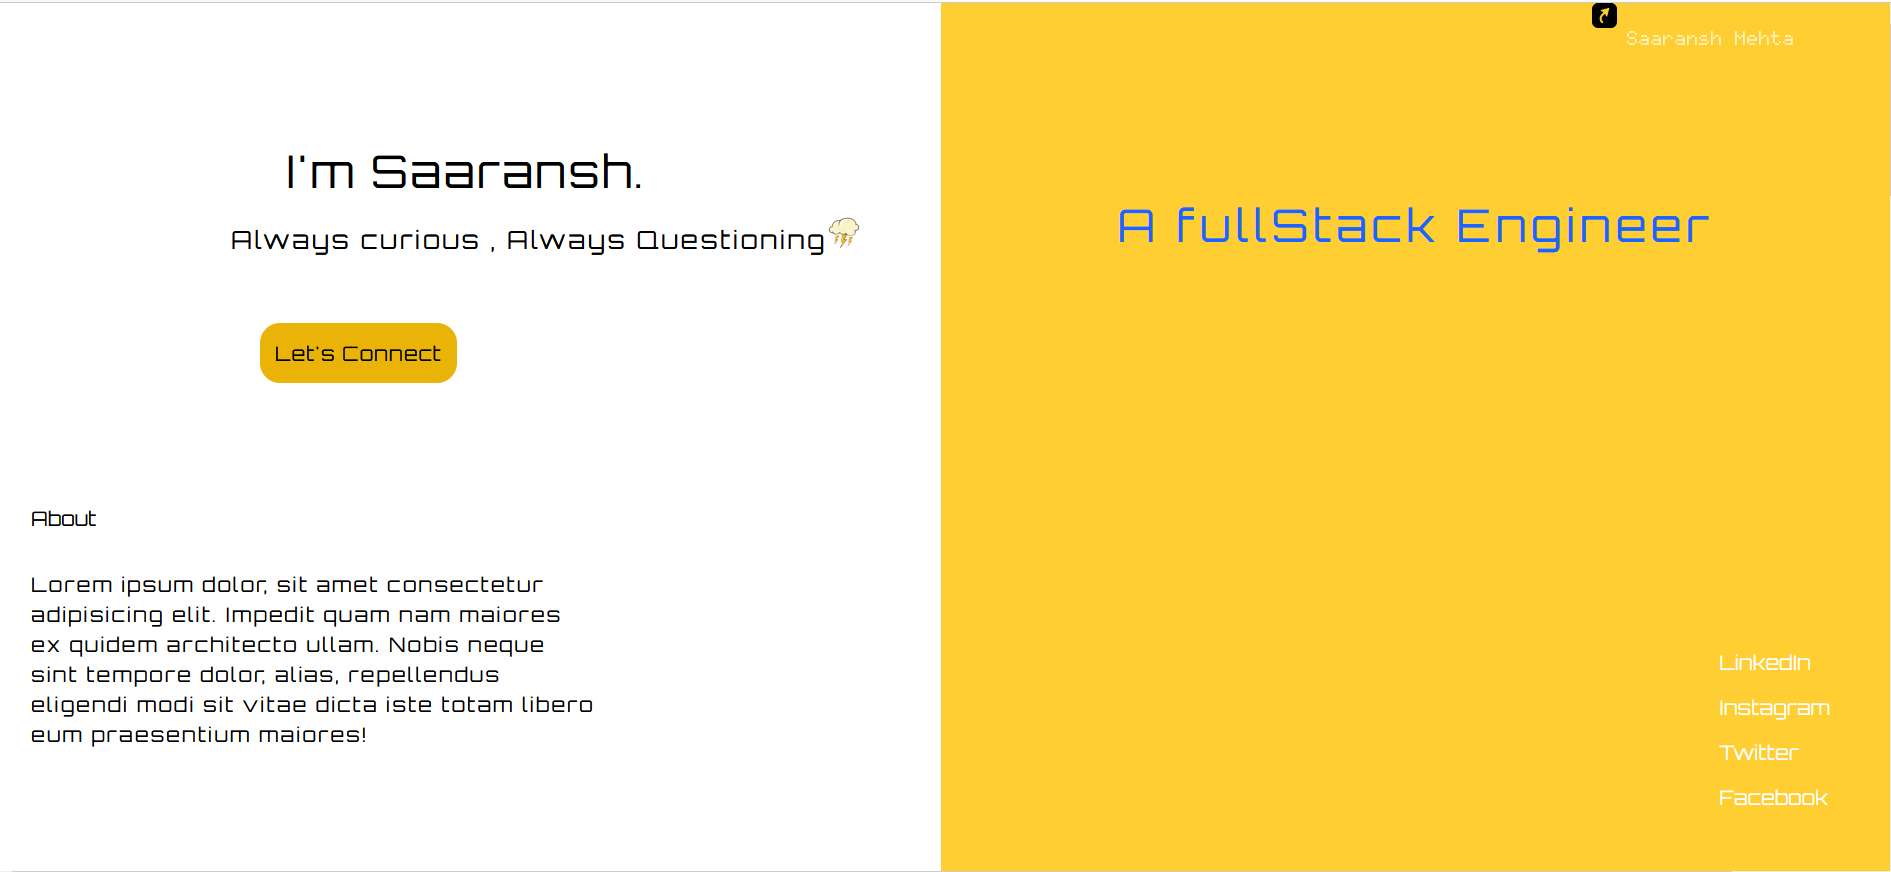 I'm Saaransh.
Always curious , Always Questioning
Let's Connect
About
Lorem ipsum dolor, sit amet consectetur
adipisicing elit. Impedit quam nam maiores
ex quidem architecto ullam. Nobis neque
sint tempore dolor, alias, repellendus
eligendi modi sit vitae dicta iste totam libero
eum praesentium maiores!
Saaransh Mehta
A fullStack Engineer
LinkedIn
Instagram
Twitter
Facebook